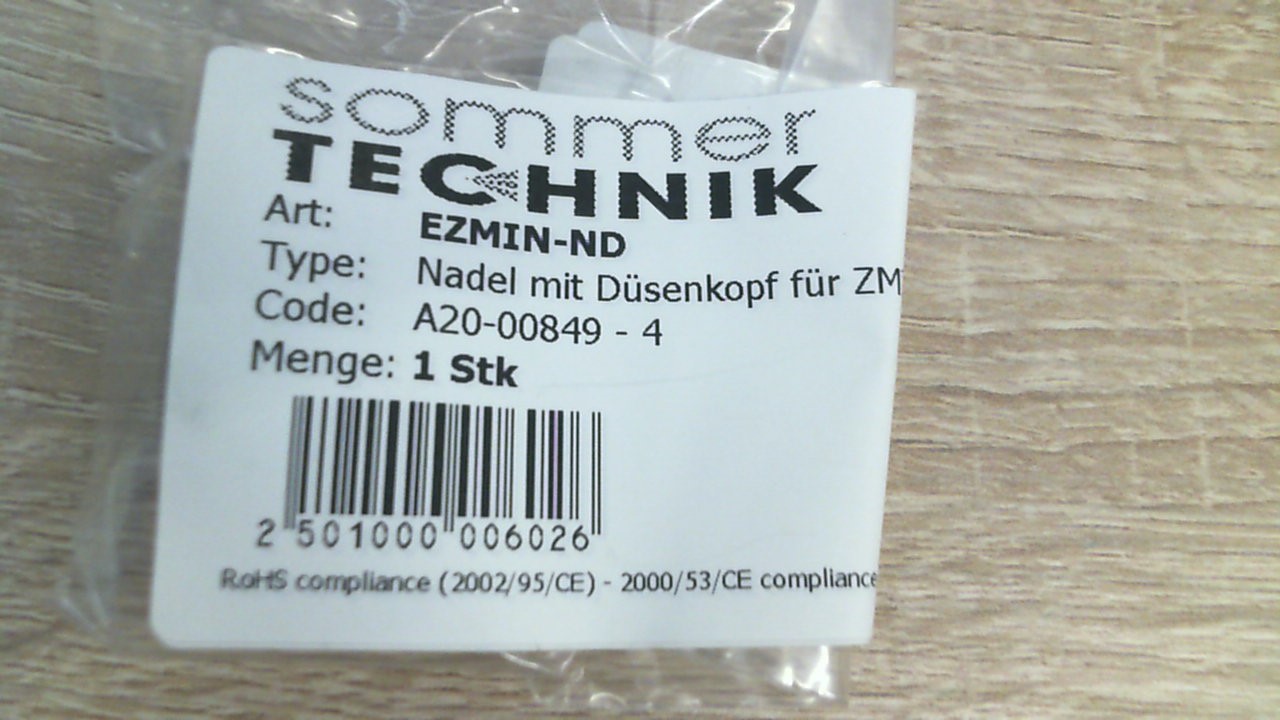 sommer
TECHNIK
Art: EZMIN-ND
Type: Nadel mit Düsenkopf für ZM
Code: A20-00849 - 4
Menge: 1 Stk
2 501000 006026
RoHS compliance (2002/95/CE) - 2000/53/CE compliance